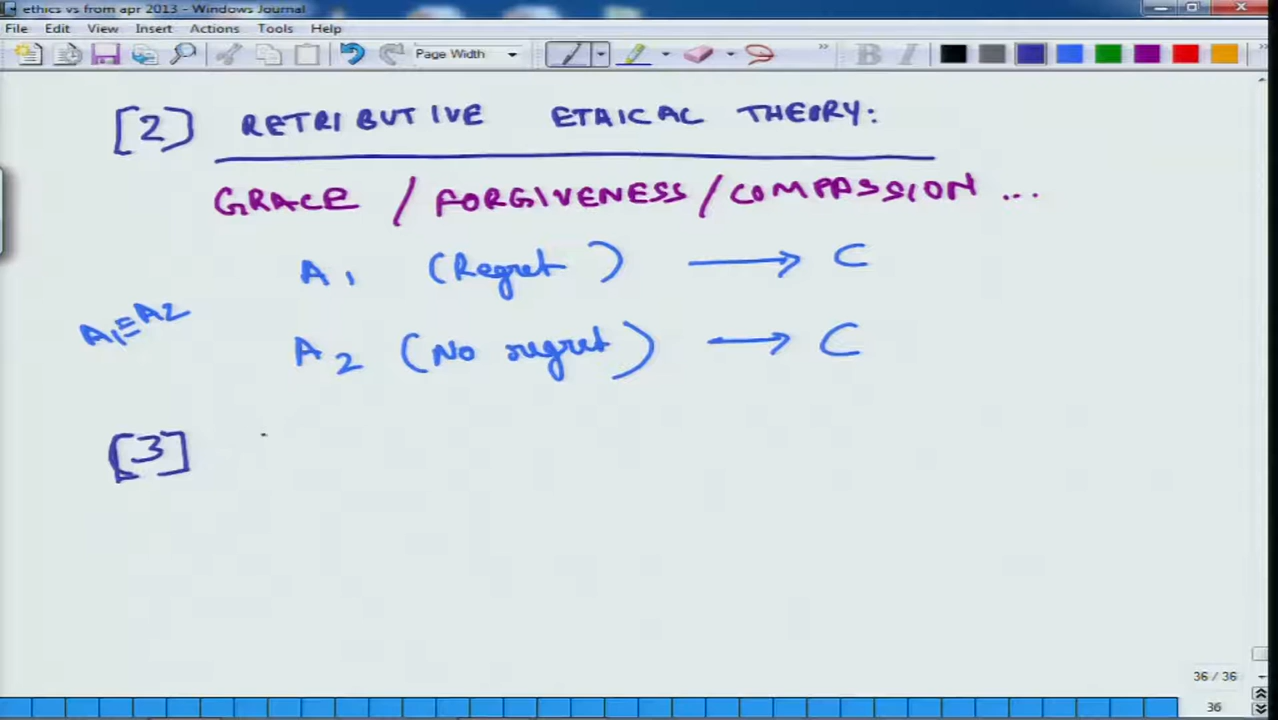 ethics vs from apr 2013 - Windows Journal
File Edit View Insert Actions Tools Help
Page Width
[2] RETRIBUTIVE ETHICAL THEORY:
GRACE / FORGIVENESS / COMPASSION ...
A1 (Regret) → C
A1 ≡ A2
A2 (No regret) → C
[3]
36 / 36
36